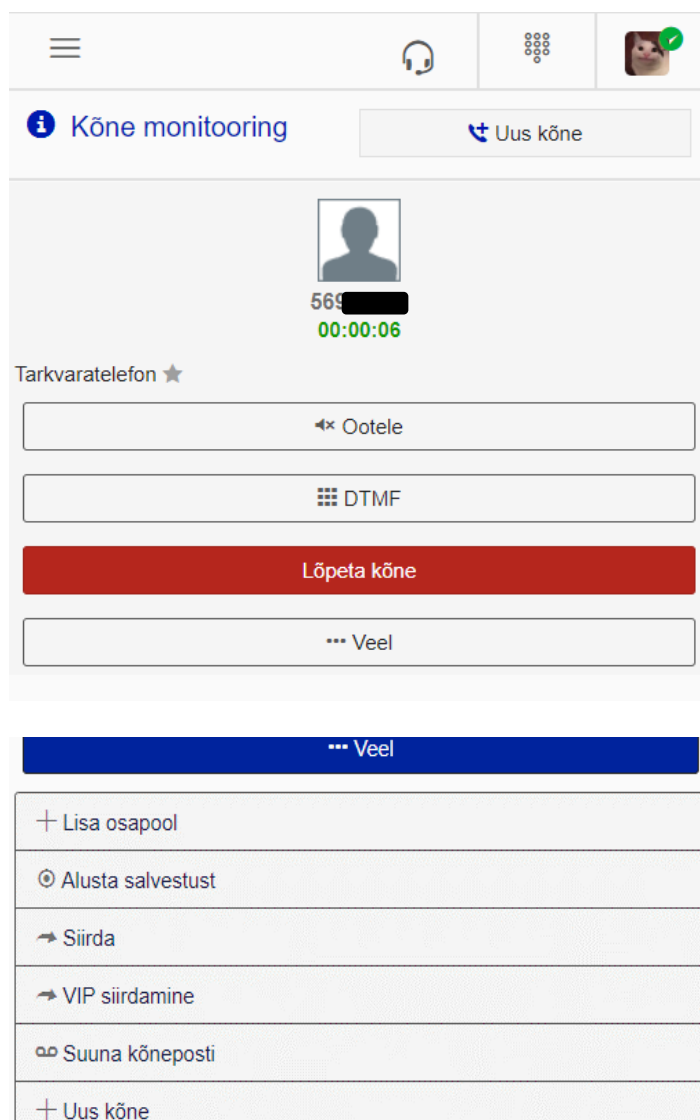 Kõne monitooring
Uus kõne
569
00:00:06
Tarkvaratelefon
Ootele
DTMF
Lõpeta kõne
Veel
Veel
Lisa osapool
Alusta salvestust
Siirda
VIP siirdamine
Suuna kõneposti
Uus kõne